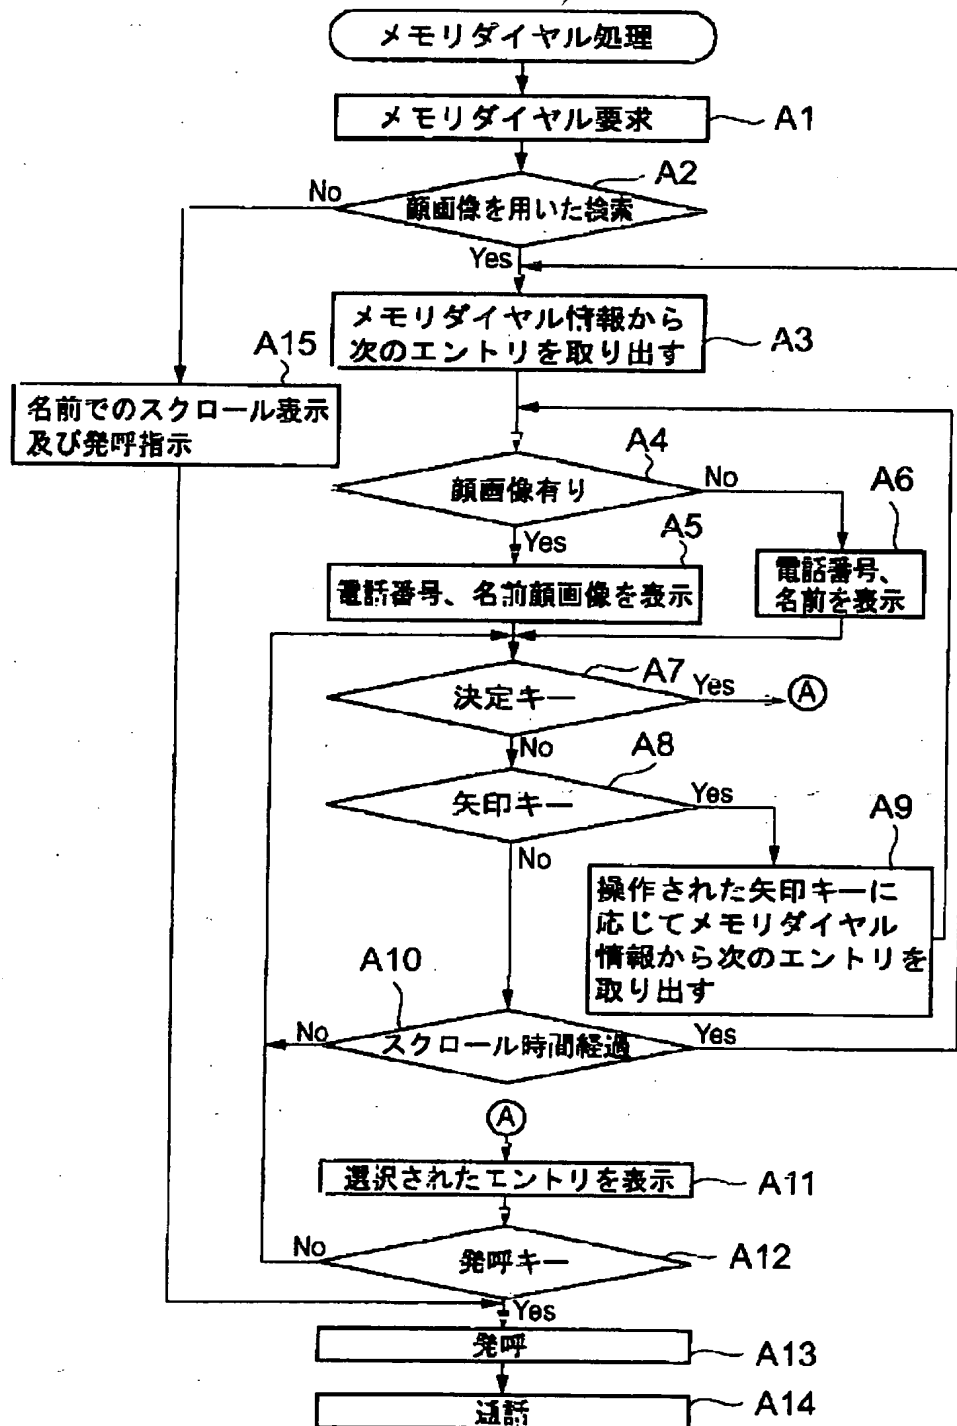 メモリダイヤル処理
メモリダイヤル要求
A1
A2
No
顔画像を用いた検索
Yes
メモリダイヤル情報から
次のエントリを取り出す
A3
A15
名前でのスクロール表示
及び発呼指示
A4
顔画像有り
No
A6
Yes
A5
電話番号、名前顔画像を表示
電話番号、
名前を表示
A7
決定キー
Yes
A
No
A8
矢印キー
Yes
A9
No
操作された矢印キーに
応じてメモリダイヤル
情報から次のエントリを
取り出す
A10
No
スクロール時間経過
Yes
A
選択されたエントリを表示
A11
No
発呼キー
A12
Yes
発呼
A13
通話
A14